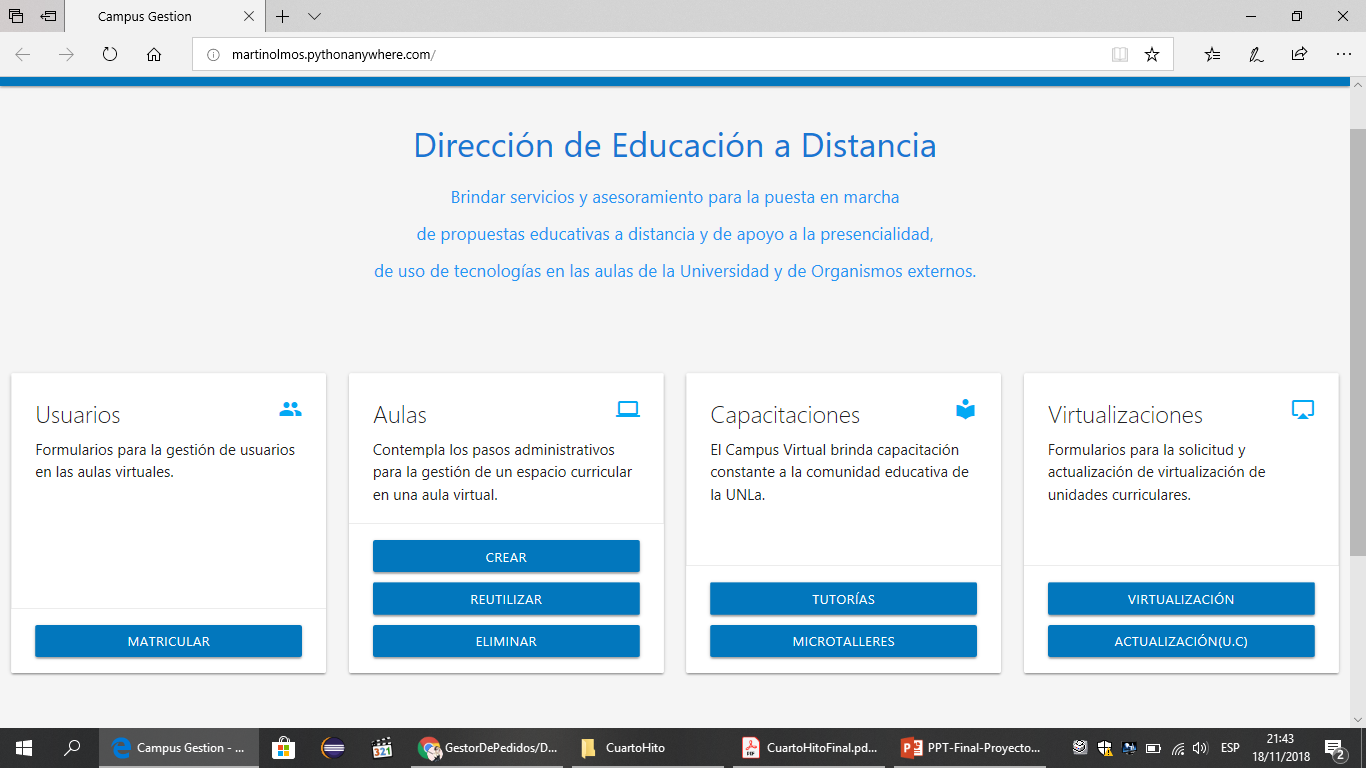 Campus Gestion
martinolmos.pythonanywhere.com/
Dirección de Educación a Distancia
Brindar servicios y asesoramiento para la puesta en marcha
de propuestas educativas a distancia y de apoyo a la presencialidad,
de uso de tecnologías en las aulas de la Universidad y de Organismos externos.
Usuarios
Formularios para la gestión de usuarios
en las aulas virtuales.
MATRICULAR
Aulas
Contempla los pasos administrativos
para la gestión de un espacio curricular
en una aula virtual.
CREAR
REUTILIZAR
ELIMINAR
Capacitaciones
El Campus Virtual brinda capacitación
constante a la comunidad educativa de
la UNLa.
TUTORÍAS
MICROTALLERES
Virtualizaciones
Formularios para la solicitud y
actualización de virtualización de
unidades curriculares.
VIRTUALIZACIÓN
ACTUALIZACIÓN(U.C)
Campus Gestion - ...
321
GestorDePedidos/D...
CuartoHito
CuartoHitoFinal.pd...
PPT-Final-Proyecto...
ESP
21:43
18/11/2018
2